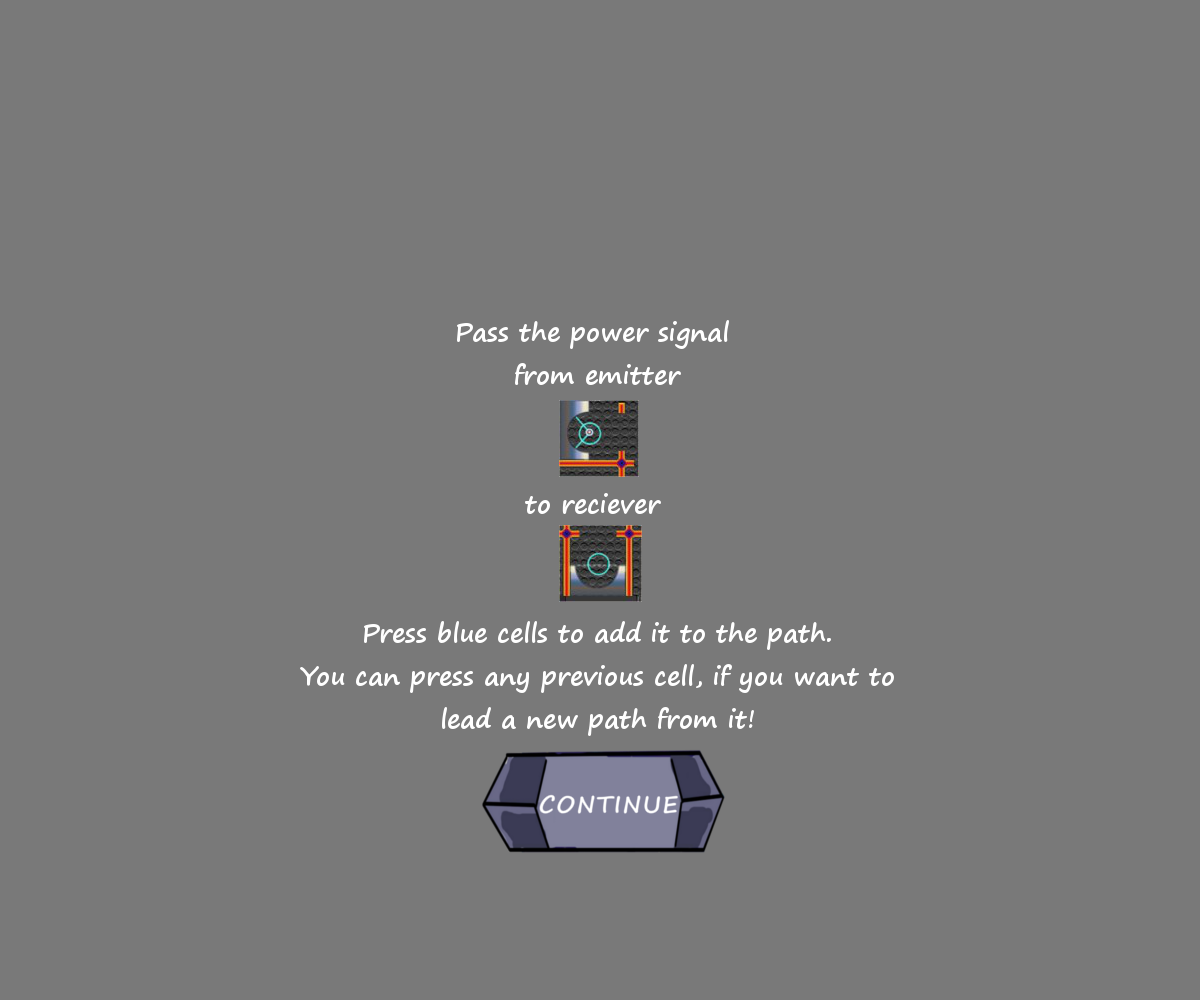 Pass the power signal
from emitter
to reciever
Press blue cells to add it to the path.
You can press any previous cell, if you want to
lead a new path from it!
CONTINUE